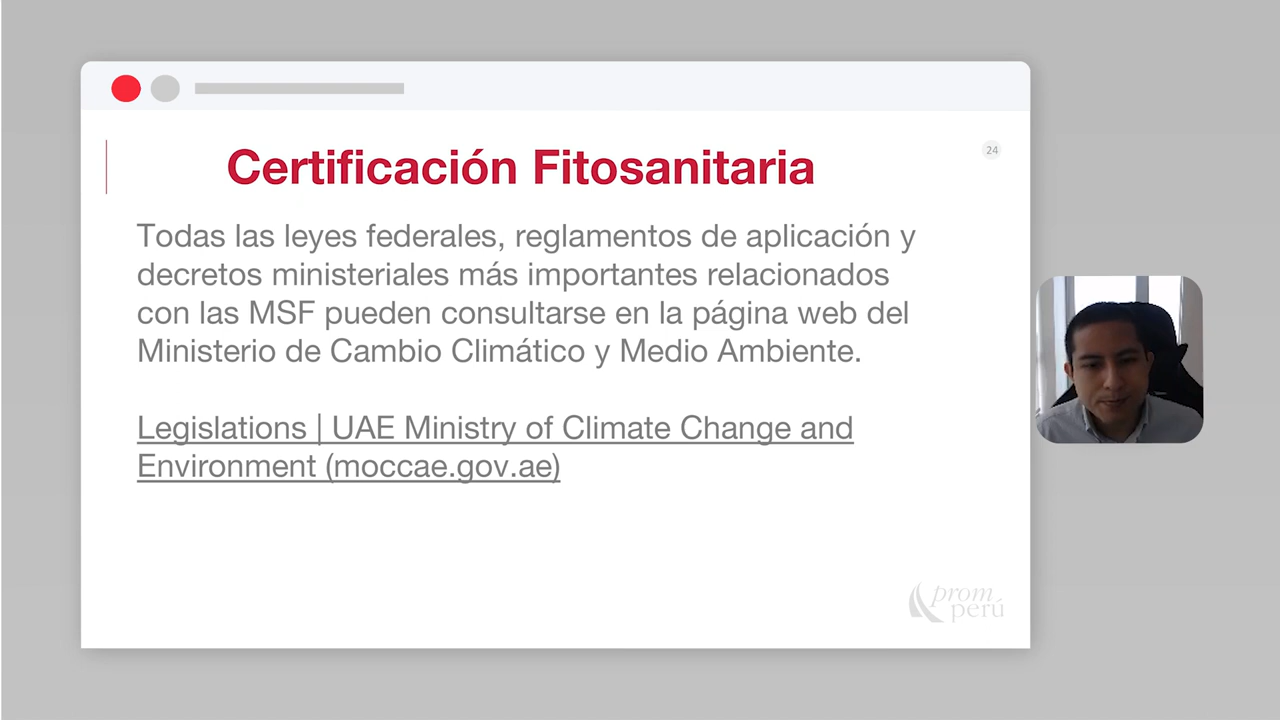 Certificación Fitosanitaria
24
Todas las leyes federales, reglamentos de aplicación y
decretos ministeriales más importantes relacionados
con las MSF pueden consultarse en la página web del
Ministerio de Cambio Climático y Medio Ambiente.
Legislations | UAE Ministry of Climate Change and
Environment (moccae.gov.ae)
prom
perú